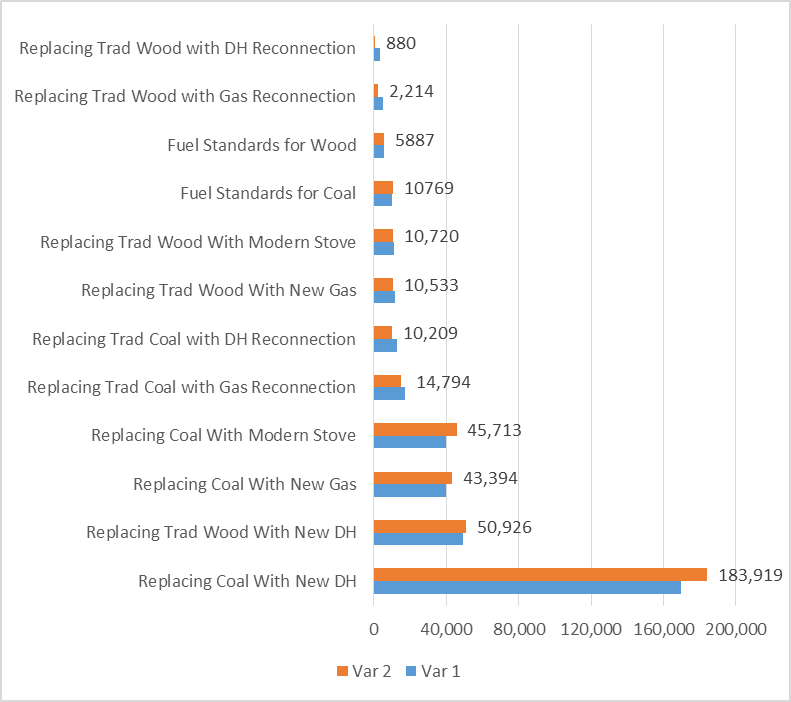 Replacing Trad Wood with DH Reconnection 880
Replacing Trad Wood with Gas Reconnection 2,214
Fuel Standards for Wood 5887
Fuel Standards for Coal 10769
Replacing Trad Wood With Modern Stove 10,720
Replacing Trad Wood With New Gas 10,533
Replacing Trad Coal with DH Reconnection 10,209
Replacing Trad Coal with Gas Reconnection 14,794
Replacing Coal With Modern Stove 45,713
Replacing Coal With New Gas 43,394
Replacing Trad Wood With New DH 50,926
Replacing Coal With New DH 183,919
0 40,000 80,000 120,000 160,000 200,000
Var 2 Var 1